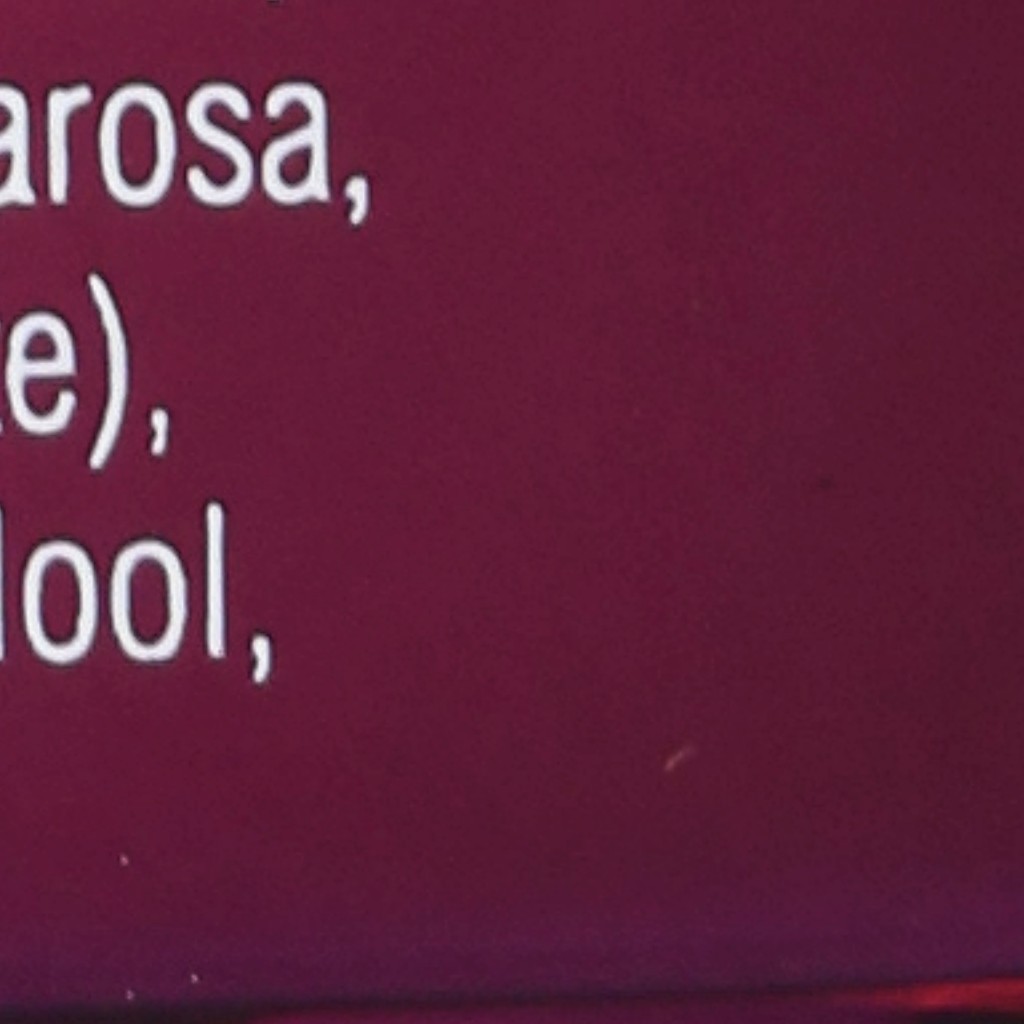 arosa,
e),
lool,